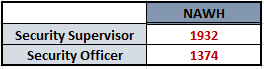 NAWH
Security Supervisor 1932
Security Officer 1374